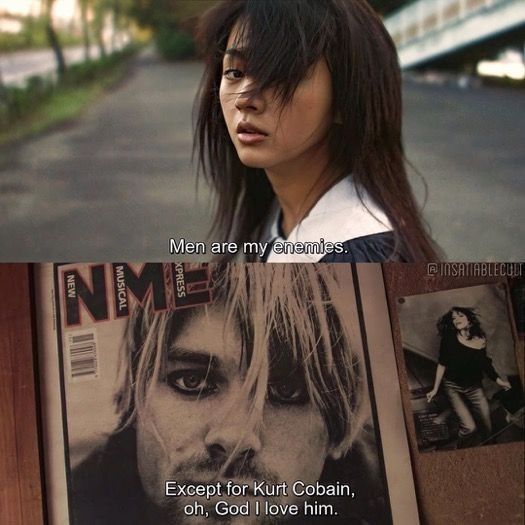 Men are my enemies.
@INSATIABLECULT
NME
NEW
MUSICAL
EXPRESS
Except for Kurt Cobain,
oh, God I love him.